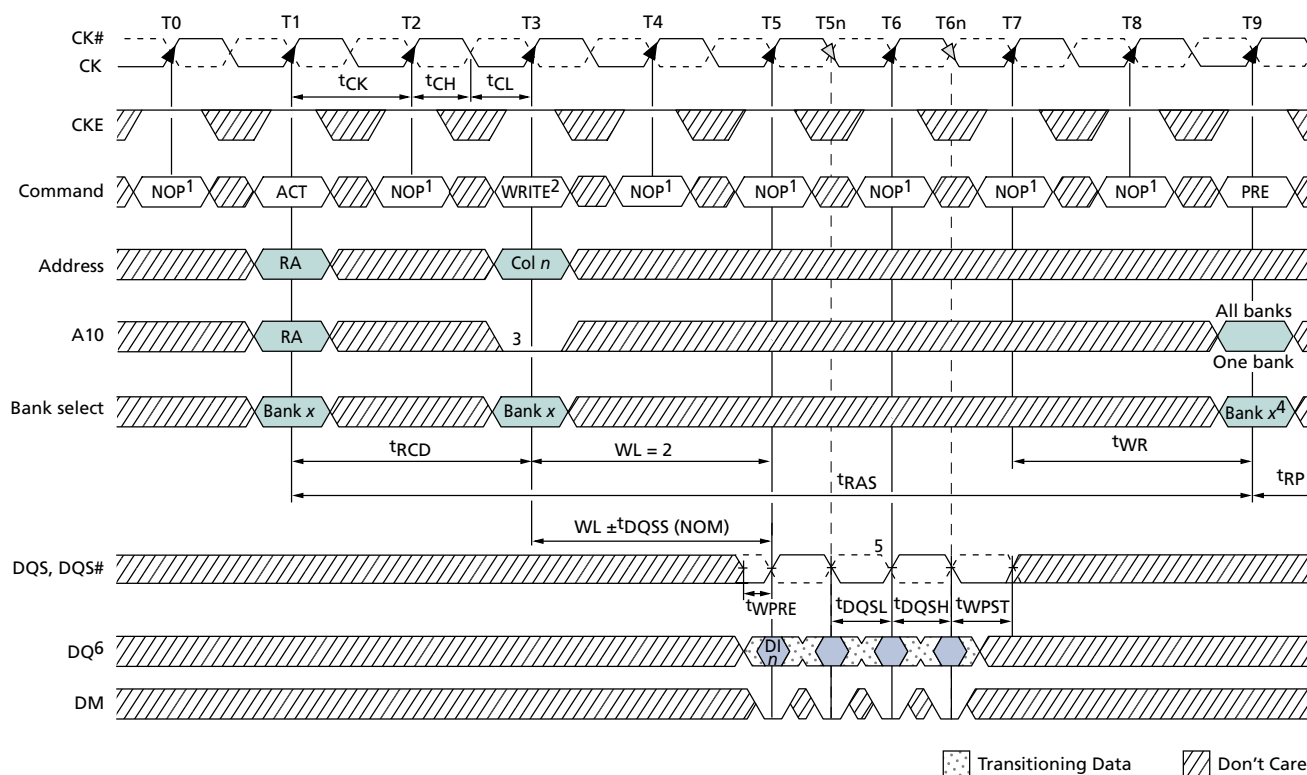 T0 T1 T2 T3 T4 T5 T5n T6 T6n T7 T8 T9
CK#
CK
tCK tCH tCL
CKE
Command NOP1 ACT NOP1 WRITE2 NOP1 NOP1 NOP1 NOP1 NOP1 PRE
Address RA Col n
All banks
A10 RA 3
One bank
Bank select Bank x Bank x Bank x4
tRCD WL = 2 tWR
tRAS tRP
WL ±tDQSS (NOM)
5
DQS, DQS#
tWPRE tDQSL tDQSH tWPST
DQ6 DI
n
DM
Transitioning Data Don't Care